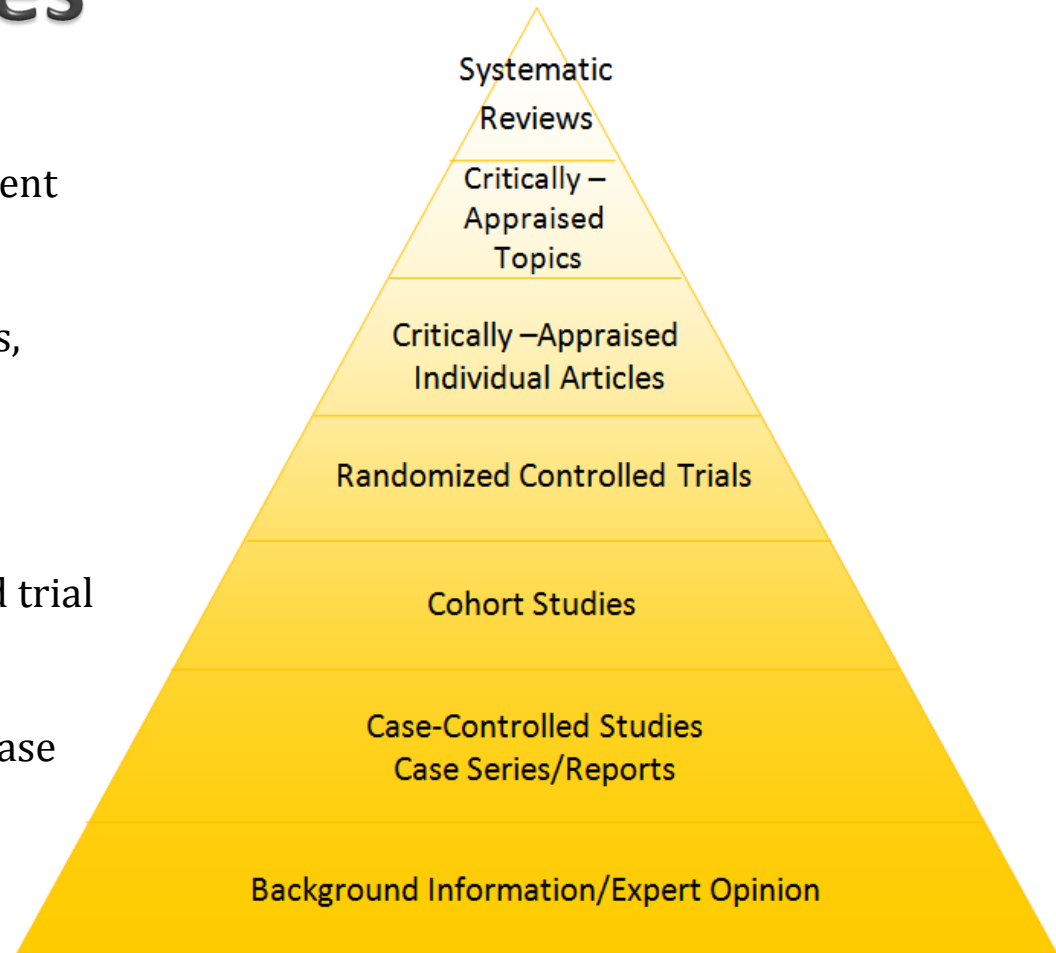 es
ent
s,
d trial
ase
Systematic
Reviews
Critically –
Appraised
Topics
Critically –Appraised
Individual Articles
Randomized Controlled Trials
Cohort Studies
Case-Controlled Studies
Case Series/Reports
Background Information/Expert Opinion